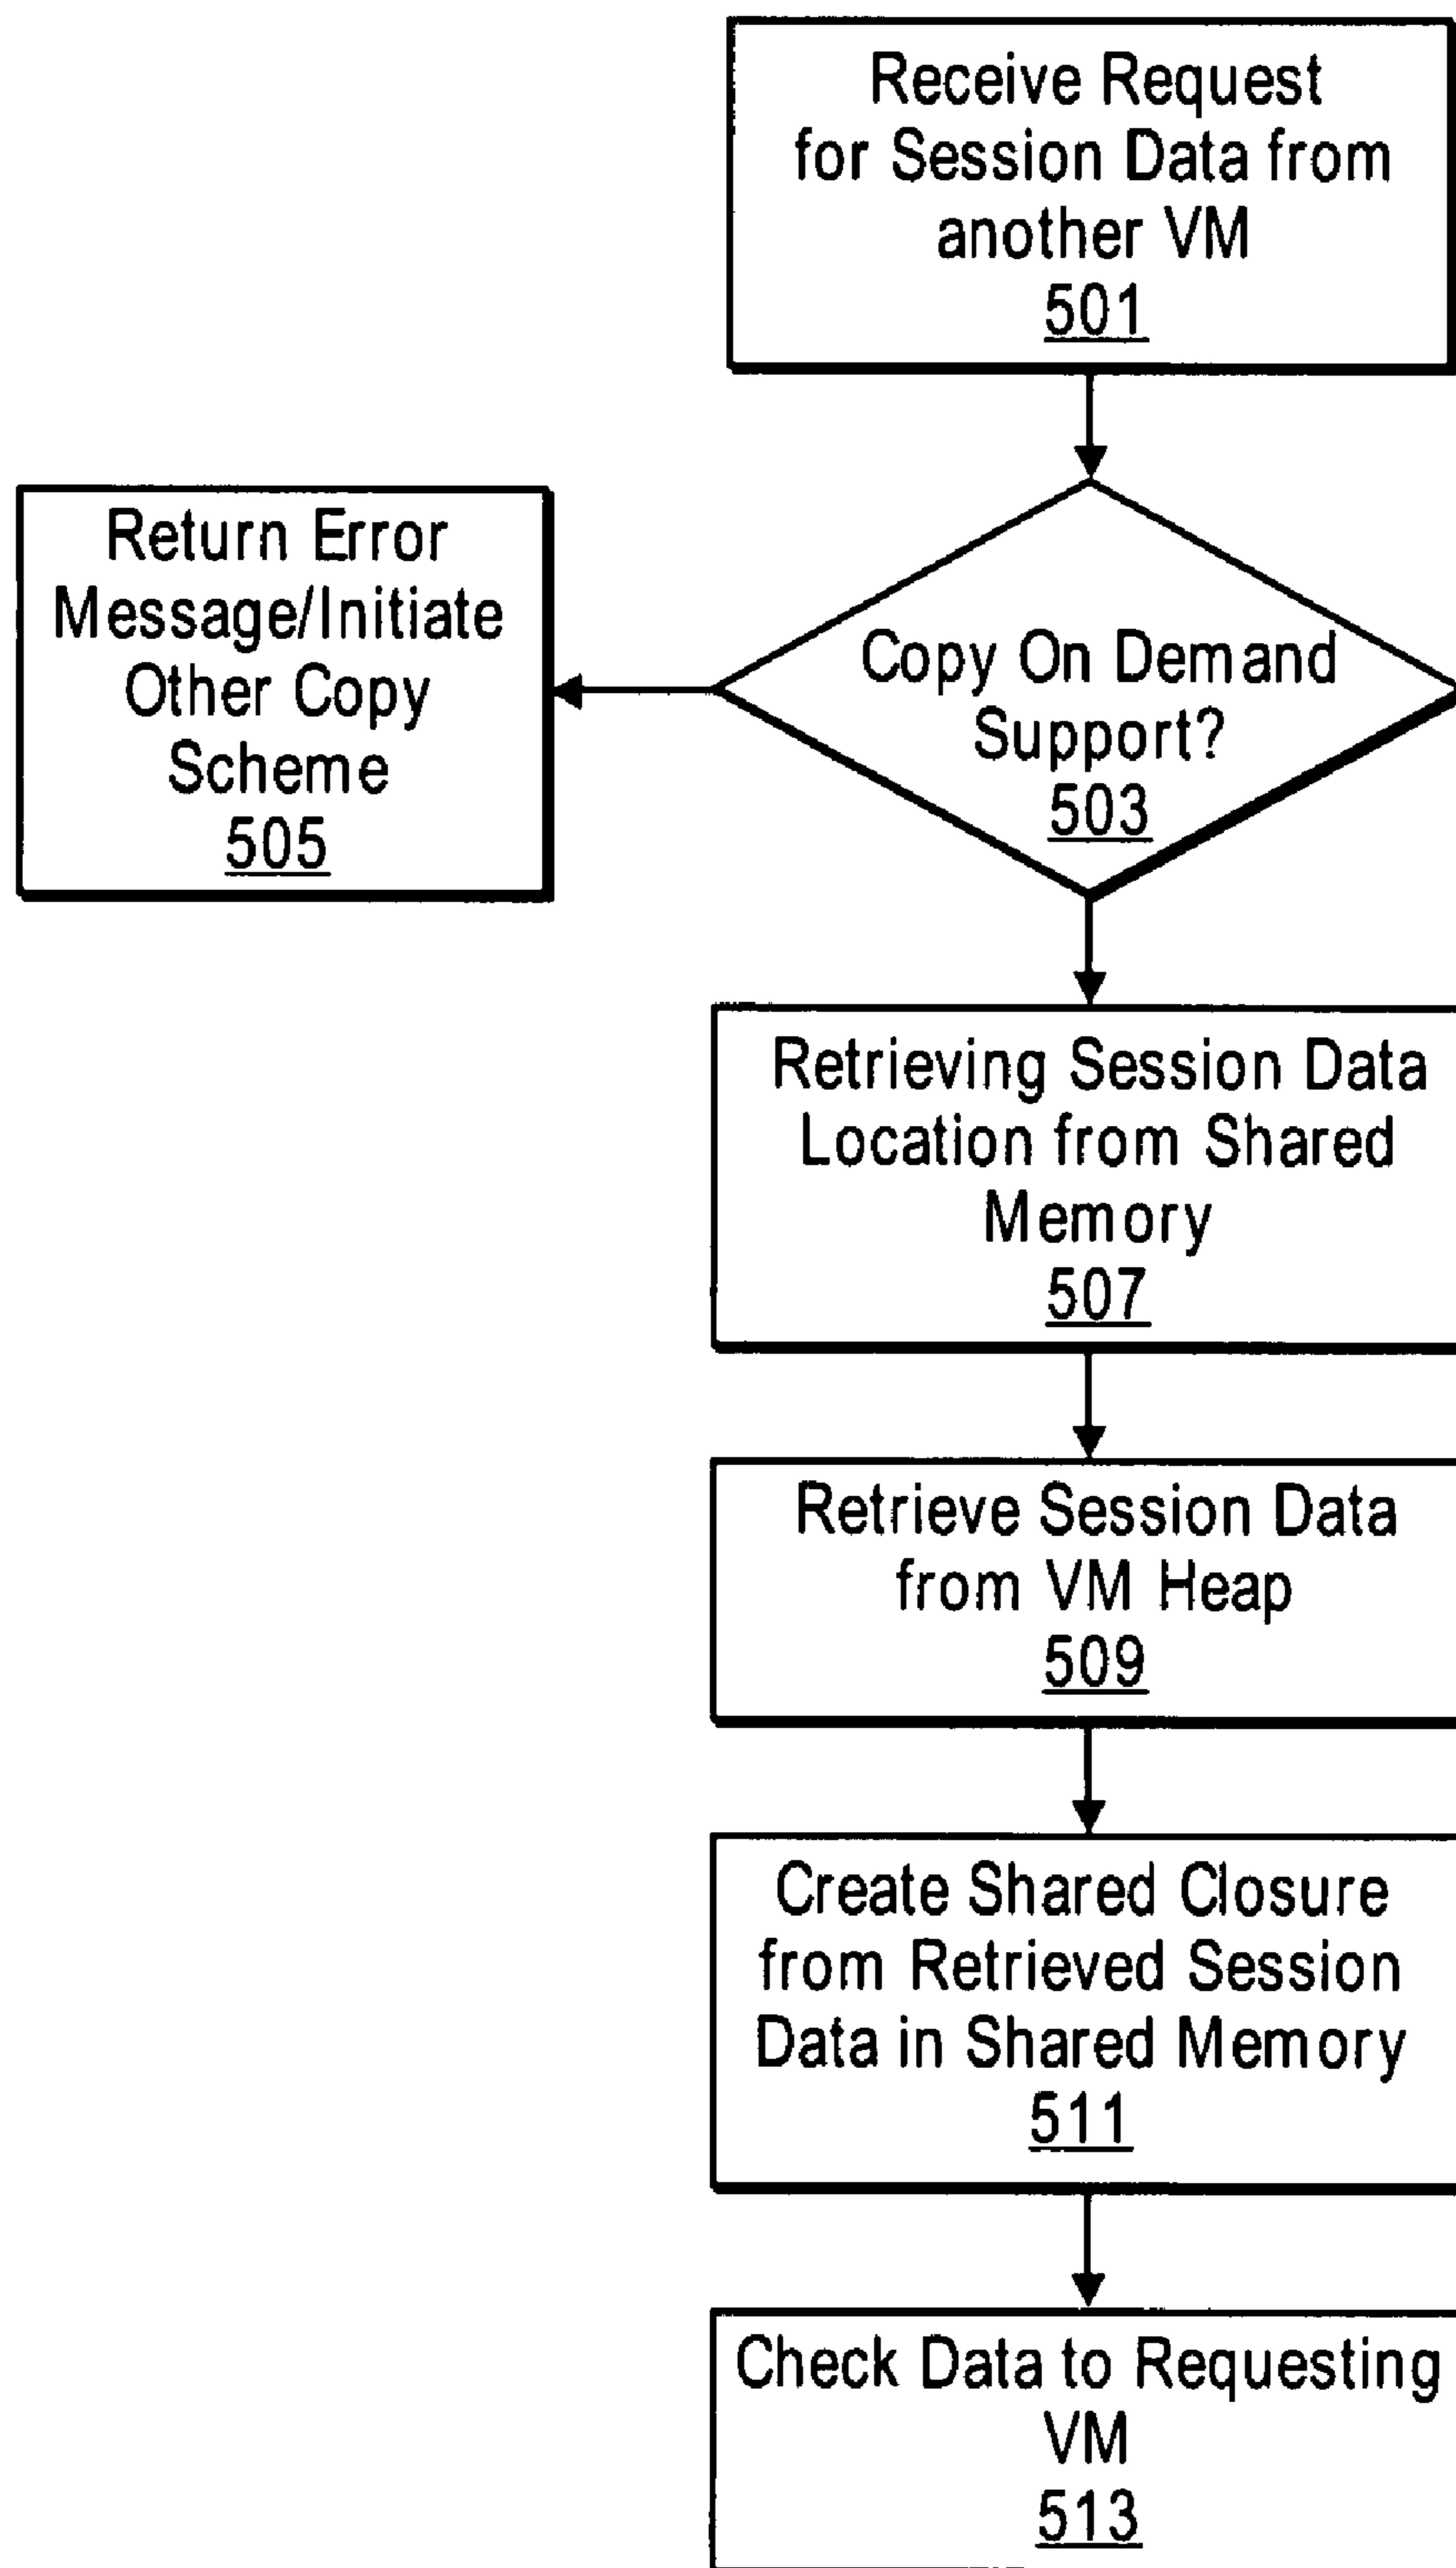 Receive Request
for Session Data from
another VM
501
Copy On Demand
Support?
503
Return Error
Message/Initiate
Other Copy
Scheme
505
Retrieving Session Data
Location from Shared
Memory
507
Retrieve Session Data
from VM Heap
509
Create Shared Closure
from Retrieved Session
Data in Shared Memory
511
Check Data to Requesting
VM
513